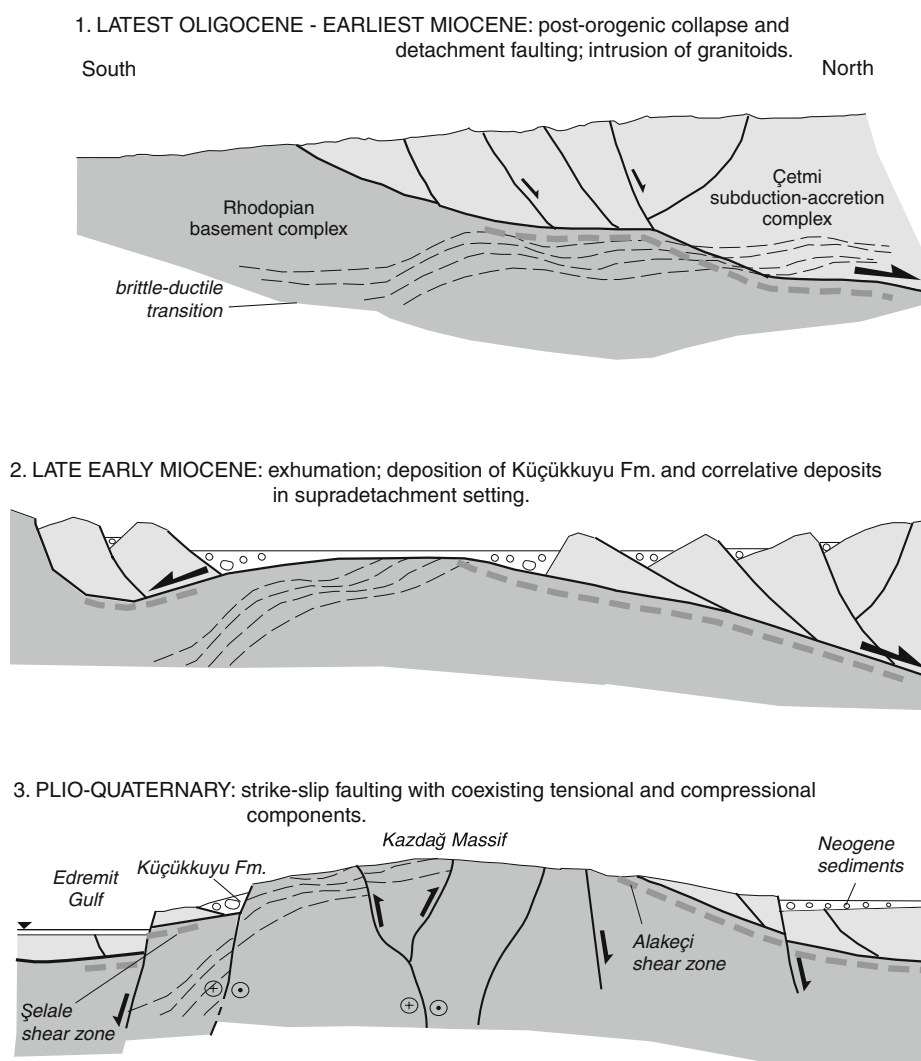 1. LATEST OLIGOCENE - EARLIEST MIOCENE: post-orogenic collapse and
detachment faulting; intrusion of granitoids.
South
North
Rhodopian
basement complex
Çetmi
subduction-accretion
complex
brittle-ductile
transition
2. LATE EARLY MIOCENE: exhumation; deposition of Küçükkuyu Fm. and correlative deposits
in supradetachment setting.
3. PLIO-QUATERNARY: strike-slip faulting with coexisting tensional and compressional
components.
Kazdağ Massif
Edremit
Gulf
Küçükkuyu Fm.
Neogene
sediments
Alakeçi
shear zone
Şelale
shear zone